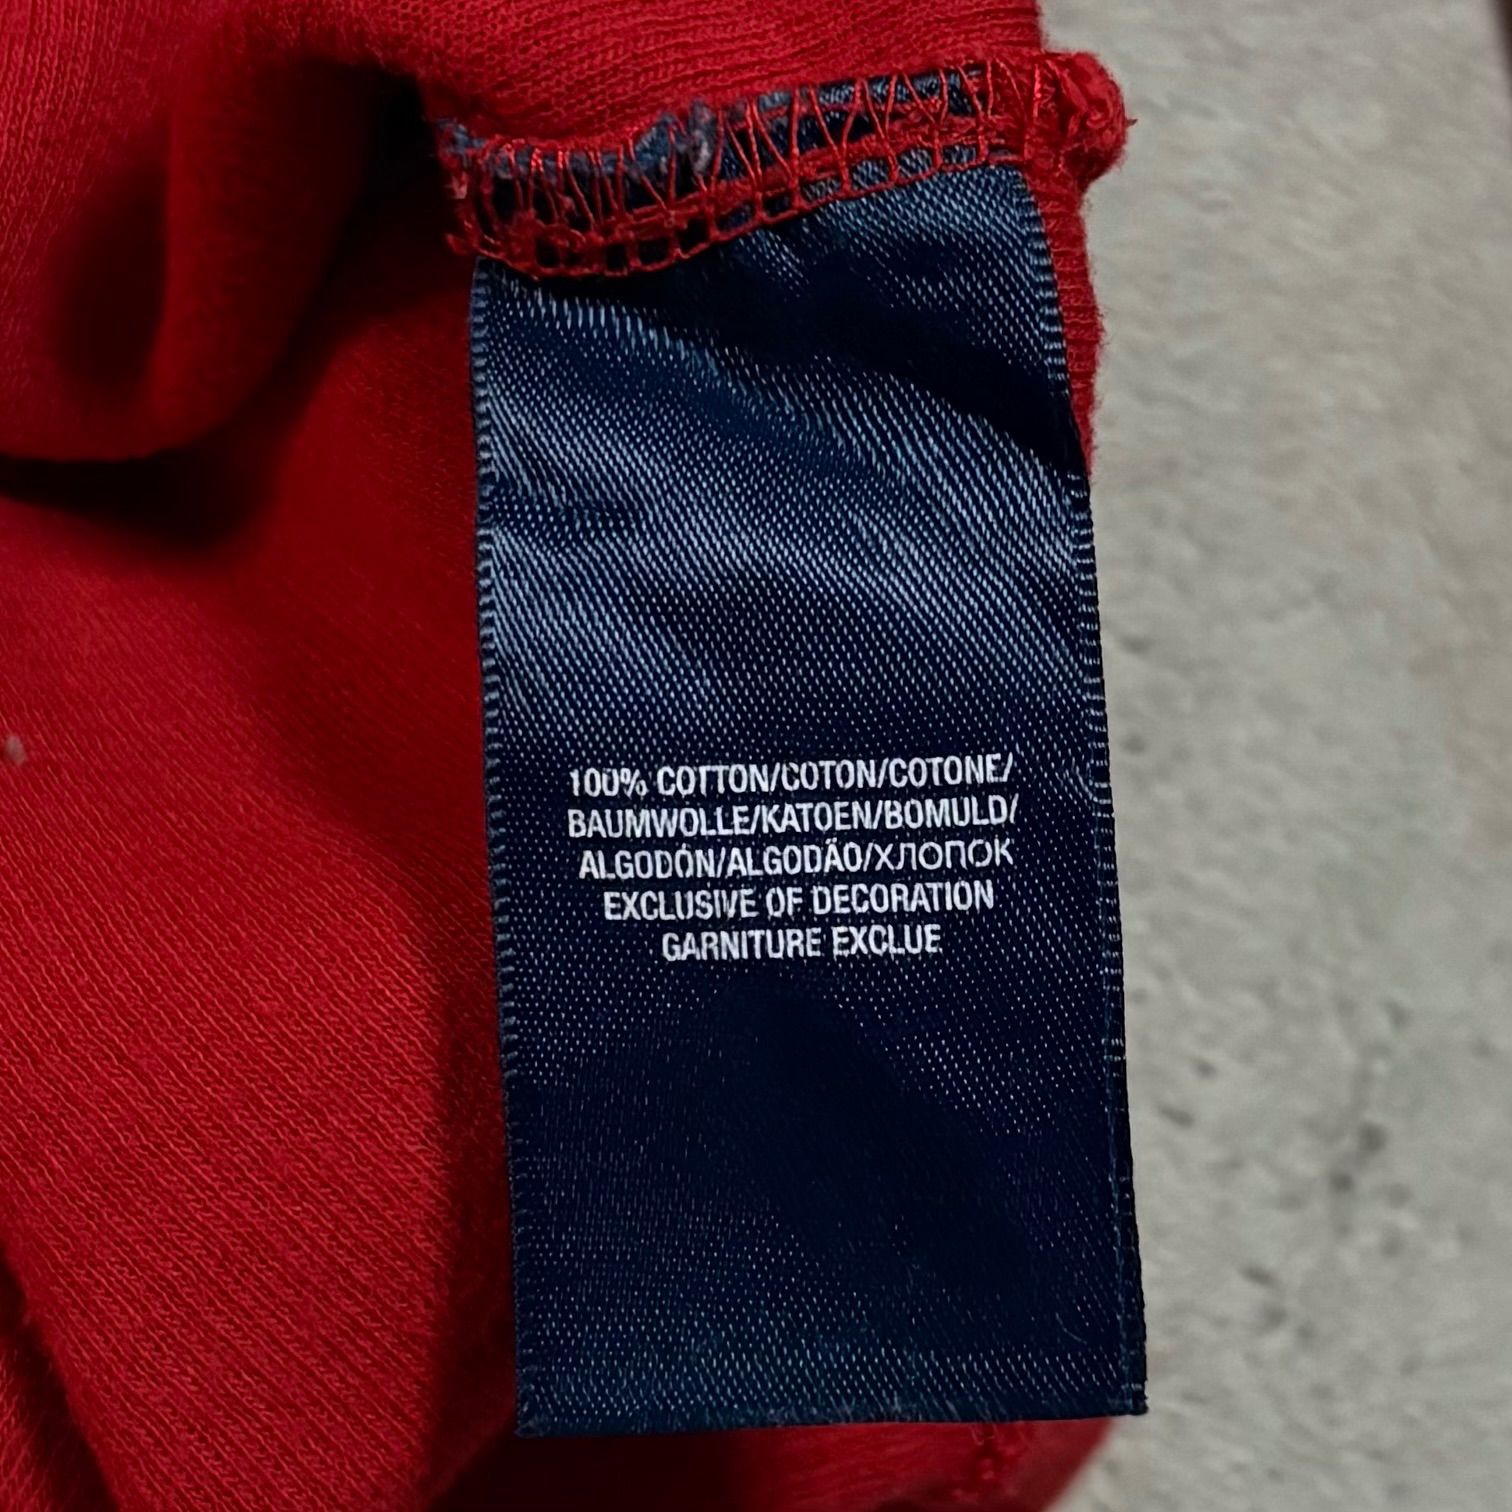 100% COTTON/COTON/COTONE/
BAUMWOLLE/KATOEN/BOMULD/
ALGODÓN/ALGODÃO/ХЛОПОК
EXCLUSIVE OF DECORATION
GARNITURE EXCLUE